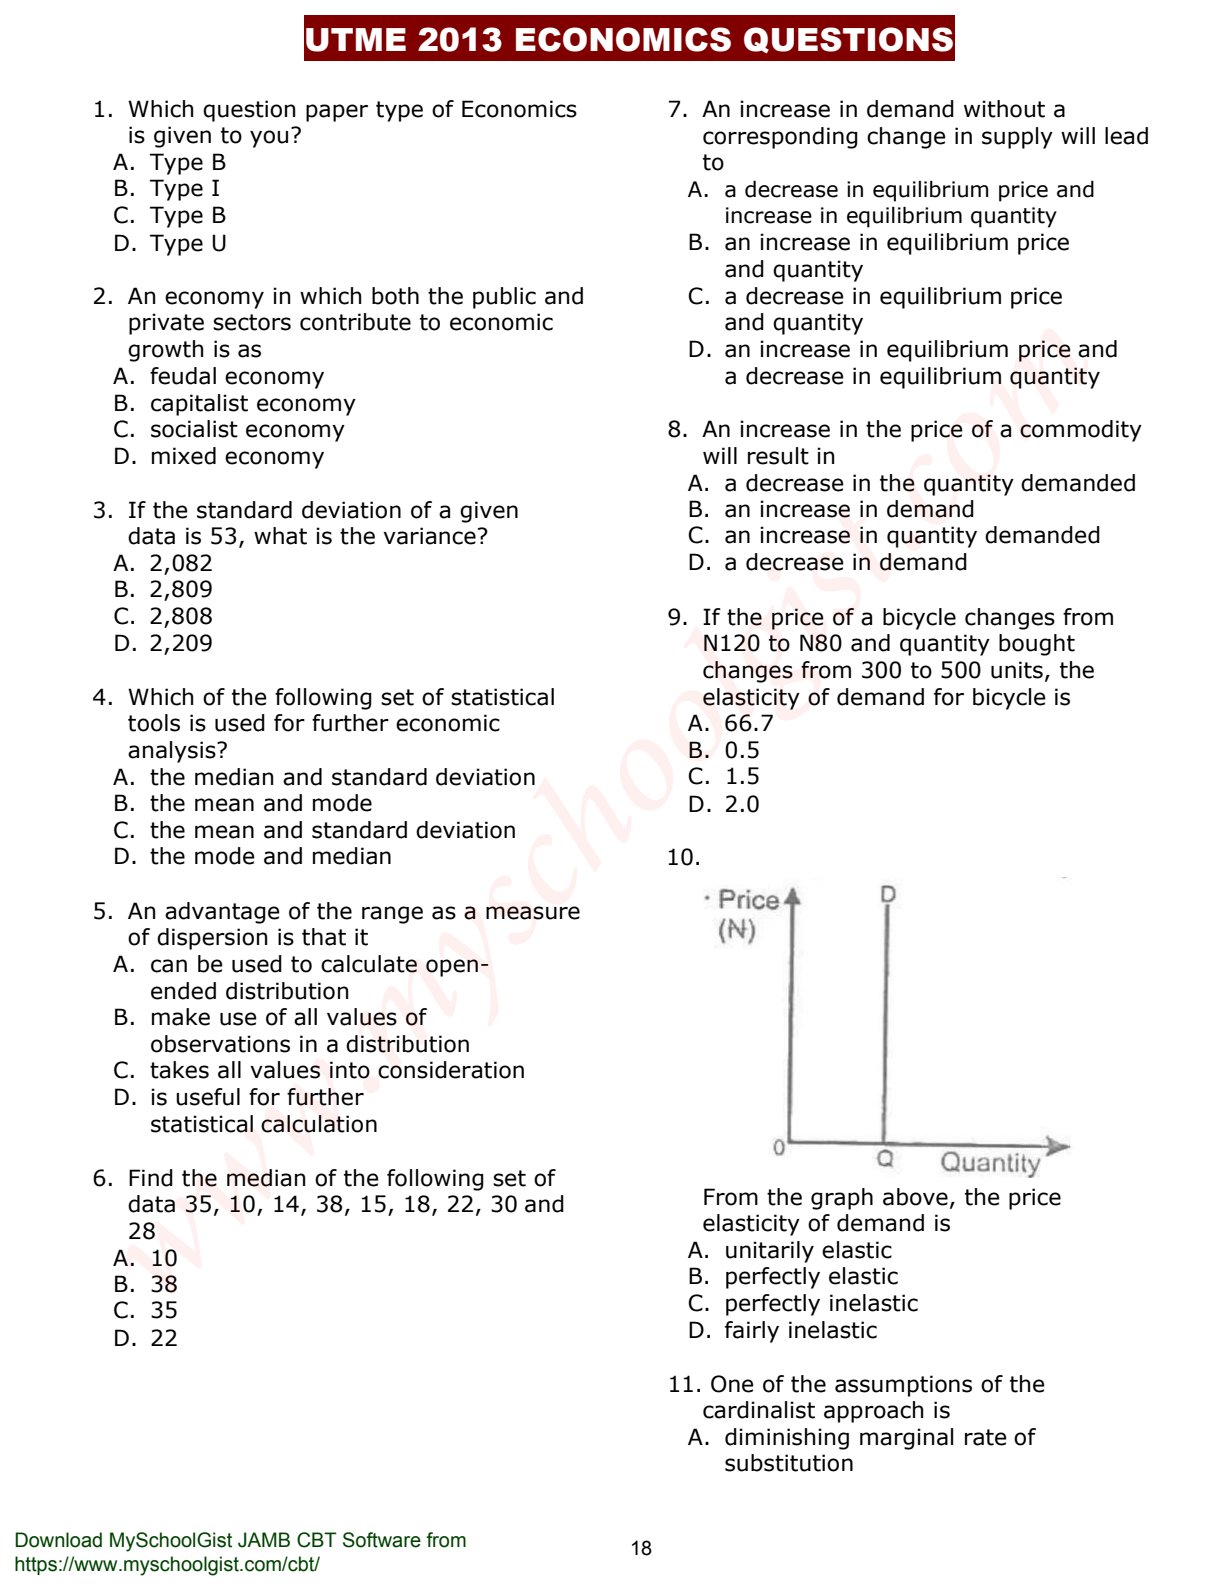 UTME 2013 ECONOMICS QUESTIONS
1. Which question paper type of Economics
is given to you?
A. Type B
B. Type I
C. Type B
D. Type U
2. An economy in which both the public and
private sectors contribute to economic
growth is as
A. feudal economy
B. capitalist economy
C. socialist economy
D. mixed economy
3. If the standard deviation of a given
data is 53, what is the variance?
A. 2,082
B. 2,809
C. 2,808
D. 2,209
4. Which of the following set of statistical
tools is used for further economic
analysis?
A. the median and standard deviation
B. the mean and mode
C. the mean and standard deviation
D. the mode and median
5. An advantage of the range as a measure
of dispersion is that it
A. can be used to calculate open-
ended distribution
B. make use of all values of
observations in a distribution
C. takes all values into consideration
D. is useful for further
statistical calculation
6. Find the median of the following set of
data 35, 10, 14, 38, 15, 18, 22, 30 and
28
A. 10
B. 38
C. 35
D. 22
7. An increase in demand without a
corresponding change in supply will lead
to
A. a decrease in equilibrium price and
increase in equilibrium quantity
B. an increase in equilibrium price
and quantity
C. a decrease in equilibrium price
and quantity
D. an increase in equilibrium price and
a decrease in equilibrium quantity
8. An increase in the price of a commodity
will result in
A. a decrease in the quantity demanded
B. an increase in demand
C. an increase in quantity demanded
D. a decrease in demand
9. If the price of a bicycle changes from
N120 to N80 and quantity bought
changes from 300 to 500 units, the
elasticity of demand for bicycle is
A. 66.7
B. 0.5
C. 1.5
D. 2.0
10.
Price
(N)
D
0
Q
Quantity
From the graph above, the price
elasticity of demand is
A. unitarily elastic
B. perfectly elastic
C. perfectly inelastic
D. fairly inelastic
11. One of the assumptions of the
cardinalist approach is
A. diminishing marginal rate of
substitution
www.myschoolgist.com
Download MySchoolGist JAMB CBT Software from
https://www.myschoolgist.com/cbt/
18